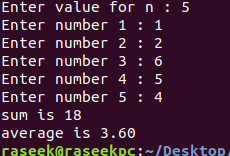 Enter value for n : 5
Enter number 1 : 1
Enter number 2 : 2
Enter number 3 : 6
Enter number 4 : 5
Enter number 5 : 4
sum is 18
average is 3.60
raseek@raseekpc:~/Desktop/